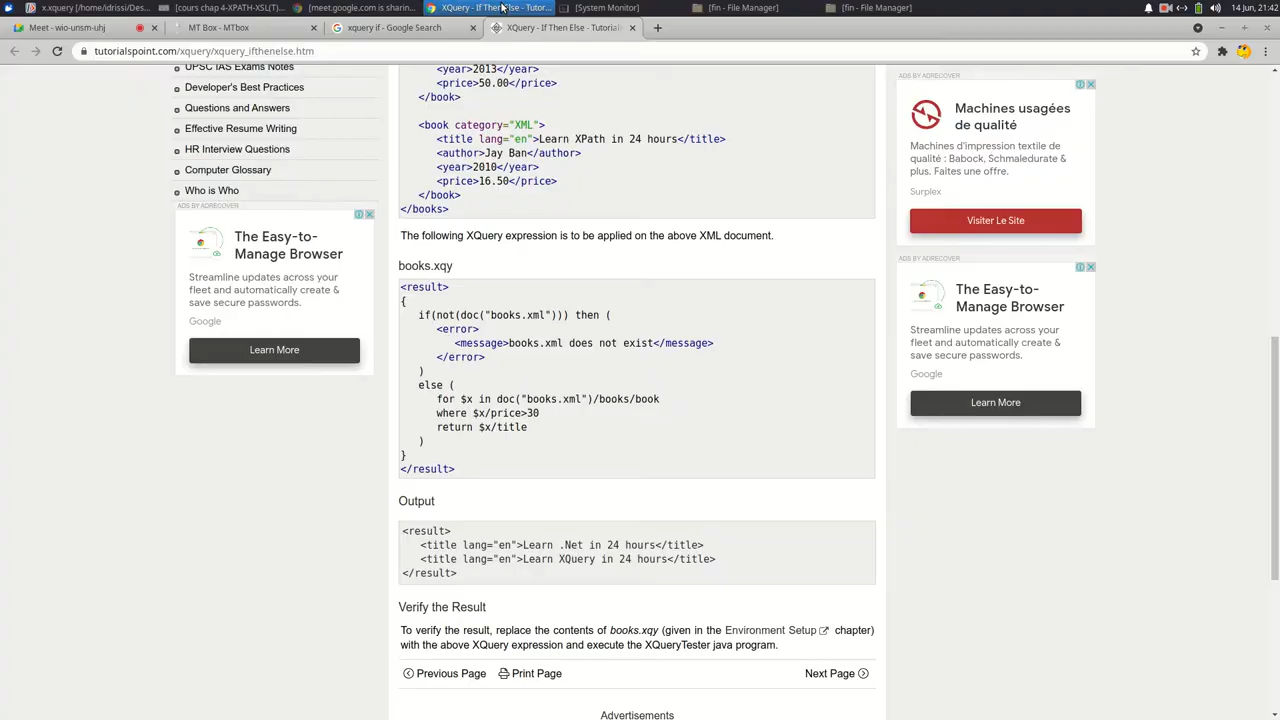 x.xquery [/home/idrissi/Des...
[cours chap 4-XPATH-XSL(T)...
[meet.google.com is sharin...
XQuery - If Then Else - Tutor...
[System Monitor]
[fin - File Manager]
[fin - File Manager]
14 Jun, 21:42
Meet - wio-unsm-uhj
MT Box - MTbox
xquery if - Google Search
XQuery - If Then Else - Tutorials
tutorialspoint.com/xquery/xquery_ifthenelse.htm
UPSC IAS Exams Notes
Developer's Best Practices
Questions and Answers
Effective Resume Writing
HR Interview Questions
Computer Glossary
Who is Who
ADS BY ADRECOVER
The Easy-to-
Manage Browser
Streamline updates across your
fleet and automatically create &
save secure passwords.
Google
Learn More
<year>2013</year>
<price>50.00</price>
</book>
<book category="XML">
<title lang="en">Learn XPath in 24 hours</title>
<author>Jay Ban</author>
<year>2010</year>
<price>16.50</price>
</book>
</books>
The following XQuery expression is to be applied on the above XML document.
books.xqy
<result>
{
if(not(doc("books.xml"))) then (
<error>
<message>books.xml does not exist</message>
</error>
)
else (
for $x in doc("books.xml")/books/book
where $x/price>30
return $x/title
)
}
</result>
Output
<result>
<title lang="en">Learn .Net in 24 hours</title>
<title lang="en">Learn XQuery in 24 hours</title>
</result>
Verify the Result
To verify the result, replace the contents of books.xqy (given in the Environment Setup chapter)
with the above XQuery expression and execute the XQueryTester java program.
Previous Page
Print Page
Next Page
Advertisements
ADS BY ADRECOVER
Machines usagées
de qualité
Machines d'impression textile de
qualité : Babock, Schmaledurate &
plus. Faites une offre.
Surplex
Visiter Le Site
ADS BY ADRECOVER
The Easy-to-
Manage Browser
Streamline updates across your
fleet and automatically create &
save secure passwords.
Google
Learn More